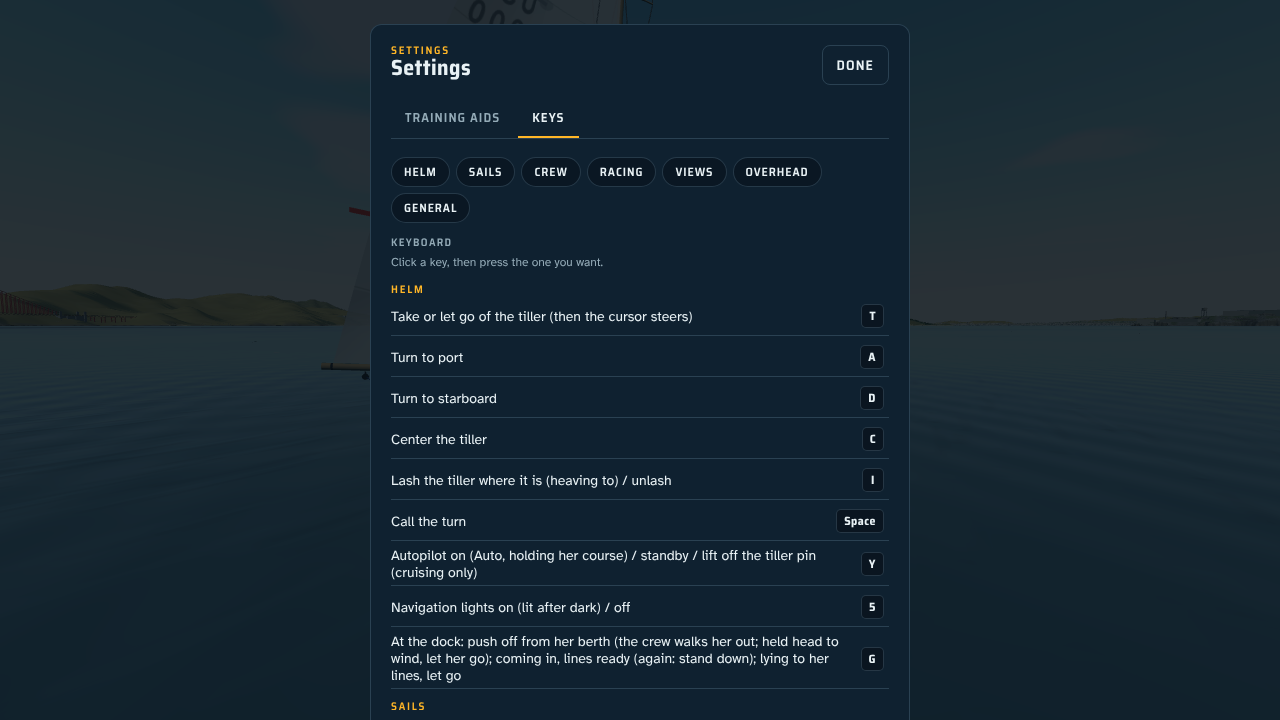 SETTINGS
Settings
DONE
TRAINING AIDS
KEYS
HELM
SAILS
CREW
RACING
VIEWS
OVERHEAD
GENERAL
KEYBOARD
Click a key, then press the one you want.
HELM
Take or let go of the tiller (then the cursor steers)
T
Turn to port
A
Turn to starboard
D
Center the tiller
C
Lash the tiller where it is (heaving to) / unlash
I
Call the turn
Space
Autopilot on (Auto, holding her course) / standby / lift off the tiller pin
(cruising only)
Y
Navigation lights on (lit after dark) / off
5
At the dock: push off from her berth (the crew walks her out; held head to
wind, let her go); coming in, lines ready (again: stand down); lying to her
lines, let go
G
SAILS